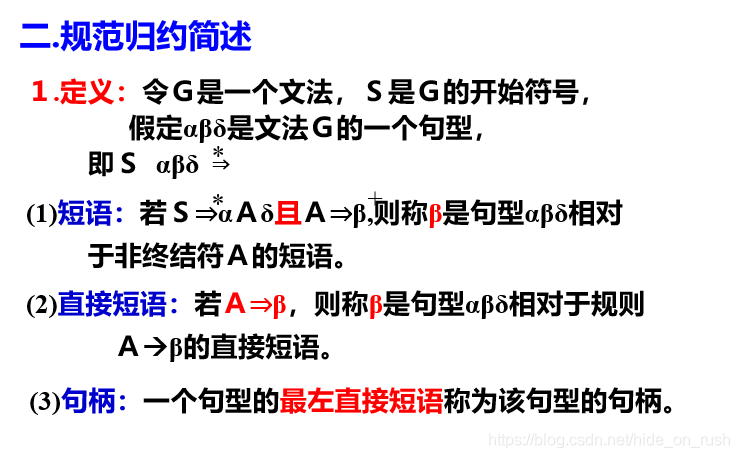 二.规范归约简述
１.定义：令Ｇ是一个文法，Ｓ是Ｇ的开始符号，
假定αβδ是文法Ｇ的一个句型，
即Ｓ αβδ *⇒
(1)短语：若Ｓ⇒*αＡδ且Ａ⇒+β,则称β是句型αβδ相对
于非终结符Ａ的短语。
(2)直接短语：若Ａ⇒β，则称β是句型αβδ相对于规则
Ａ→β的直接短语。
(3)句柄：一个句型的最左直接短语称为该句型的句柄。
https://blog.csdn.net/hide_on_rush